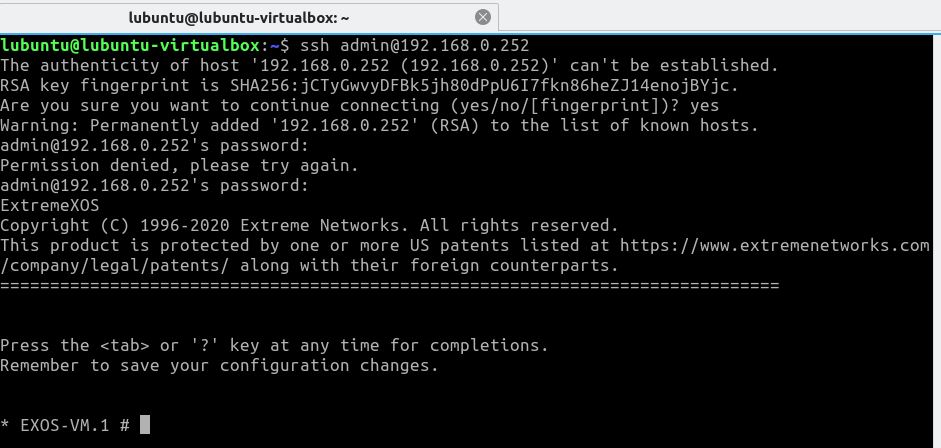 lubuntu@lubuntu-virtualbox: ~
lubuntu@lubuntu-virtualbox:~$ ssh admin@192.168.0.252
The authenticity of host '192.168.0.252 (192.168.0.252)' can't be established.
RSA key fingerprint is SHA256:jCTyGwvyDFBk5jh80dPpU6I7fkn86heZJ14enojBYjc.
Are you sure you want to continue connecting (yes/no/[fingerprint])? yes
Warning: Permanently added '192.168.0.252' (RSA) to the list of known hosts.
admin@192.168.0.252's password:
Permission denied, please try again.
admin@192.168.0.252's password:
ExtremeXOS
Copyright (C) 1996-2020 Extreme Networks. All rights reserved.
This product is protected by one or more US patents listed at https://www.extremenetworks.com
/company/legal/patents/ along with their foreign counterparts.
==============================================================================
Press the <tab> or '?' key at any time for completions.
Remember to save your configuration changes.
* EXOS-VM.1 #